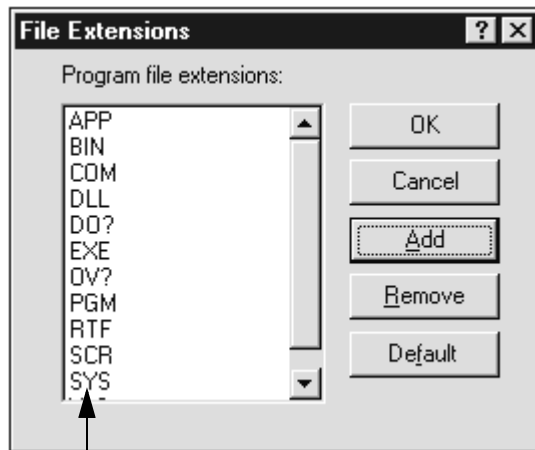 File Extensions
Program file extensions:
APP
BIN
COM
DLL
DO?
EXE
OV?
PGM
RTF
SCR
SYS
OK
Cancel
Add
Remove
Default